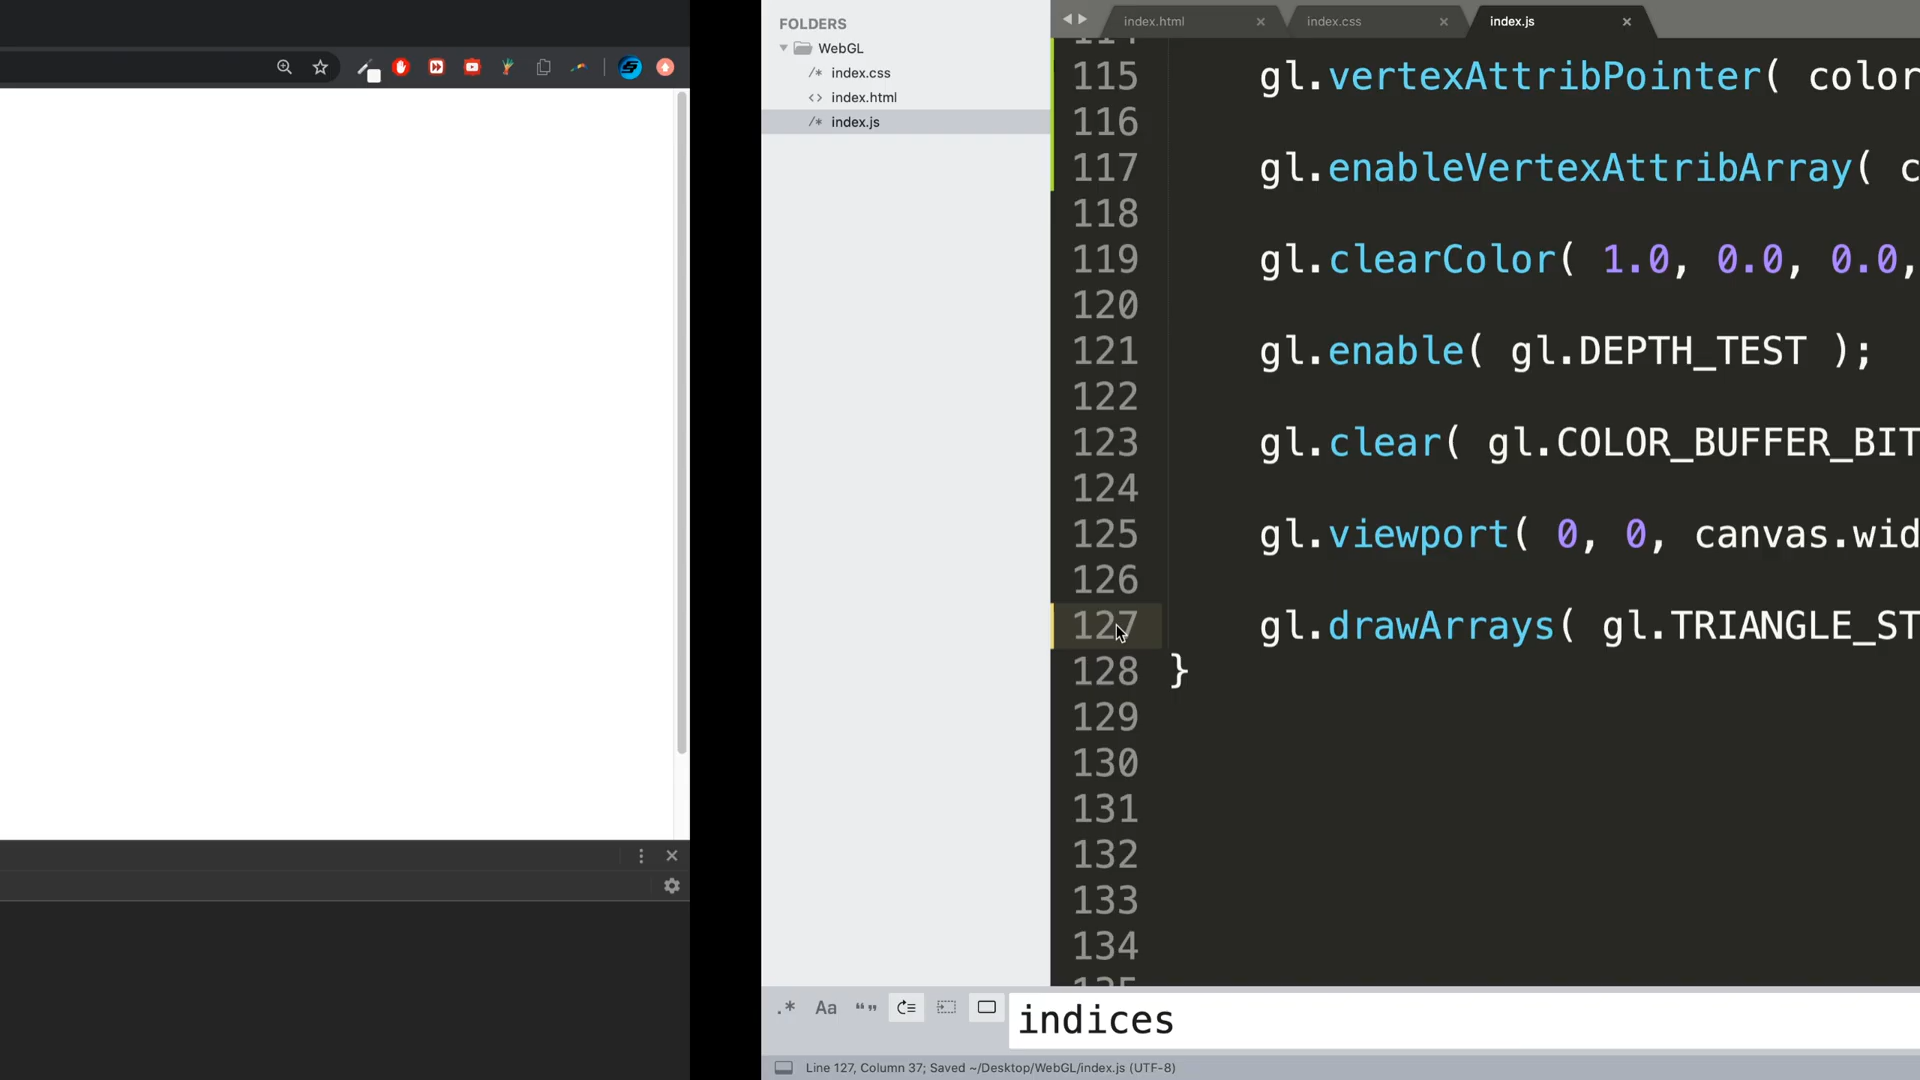 FOLDERS
WebGL
/* index.css
<> index.html
/* index.js
index.html ×
index.css ×
index.js ×
115 gl.vertexAttribPointer( color
116
117 gl.enableVertexAttribArray( c
118
119 gl.clearColor( 1.0, 0.0, 0.0,
120
121 gl.enable( gl.DEPTH_TEST );
122
123 gl.clear( gl.COLOR_BUFFER_BIT
124
125 gl.viewport( 0, 0, canvas.wid
126
127 gl.drawArrays( gl.TRIANGLE_ST
128 }
129
130
131
132
133
134
.* Aa “” indices
Line 127, Column 37; Saved ~/Desktop/WebGL/index.js (UTF-8)